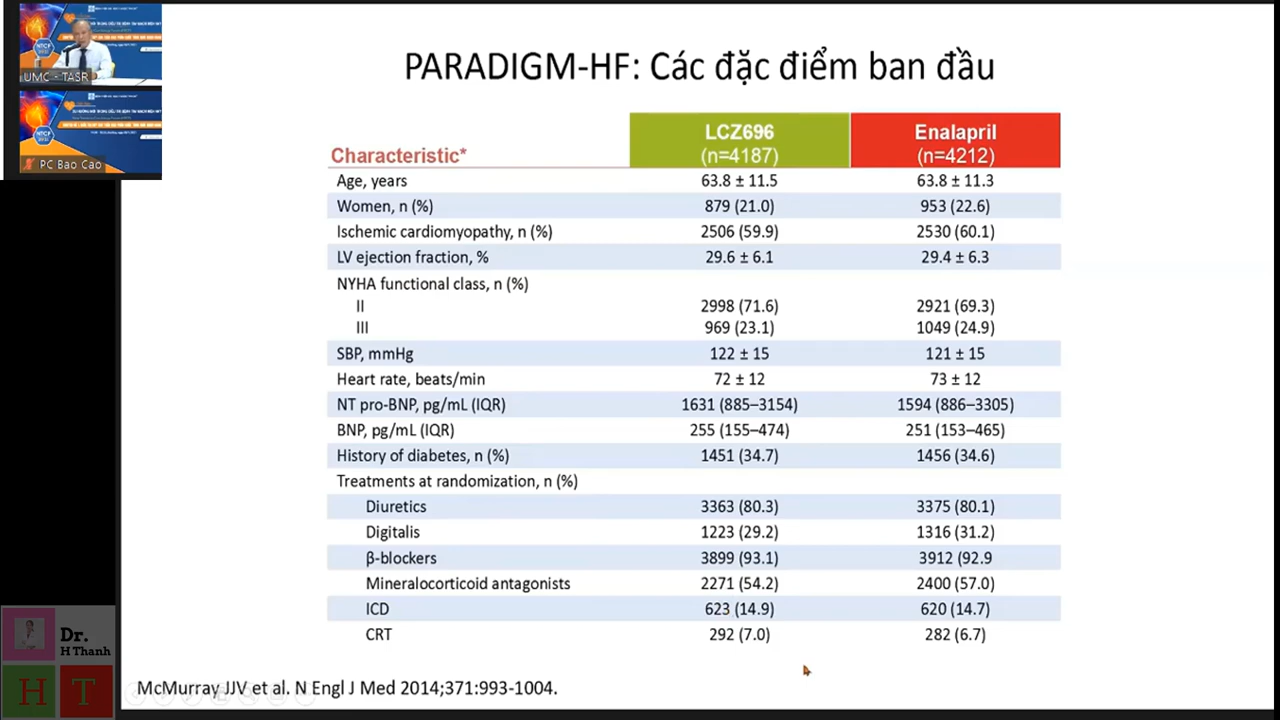 PARADIGM-HF: Các đặc điểm ban đầu
UMC - TASR
PC Bao Cao
Characteristic* LCZ696 (n=4187) Enalapril (n=4212)
Age, years 63.8 ± 11.5 63.8 ± 11.3
Women, n (%) 879 (21.0) 953 (22.6)
Ischemic cardiomyopathy, n (%) 2506 (59.9) 2530 (60.1)
LV ejection fraction, % 29.6 ± 6.1 29.4 ± 6.3
NYHA functional class, n (%)
II 2998 (71.6) 2921 (69.3)
III 969 (23.1) 1049 (24.9)
SBP, mmHg 122 ± 15 121 ± 15
Heart rate, beats/min 72 ± 12 73 ± 12
NT pro-BNP, pg/mL (IQR) 1631 (885–3154) 1594 (886–3305)
BNP, pg/mL (IQR) 255 (155–474) 251 (153–465)
History of diabetes, n (%) 1451 (34.7) 1456 (34.6)
Treatments at randomization, n (%)
Diuretics 3363 (80.3) 3375 (80.1)
Digitalis 1223 (29.2) 1316 (31.2)
β-blockers 3899 (93.1) 3912 (92.9
Mineralocorticoid antagonists 2271 (54.2) 2400 (57.0)
ICD 623 (14.9) 620 (14.7)
CRT 292 (7.0) 282 (6.7)
Dr.
H Thanh
H T
McMurray JJV et al. N Engl J Med 2014;371:993-1004.